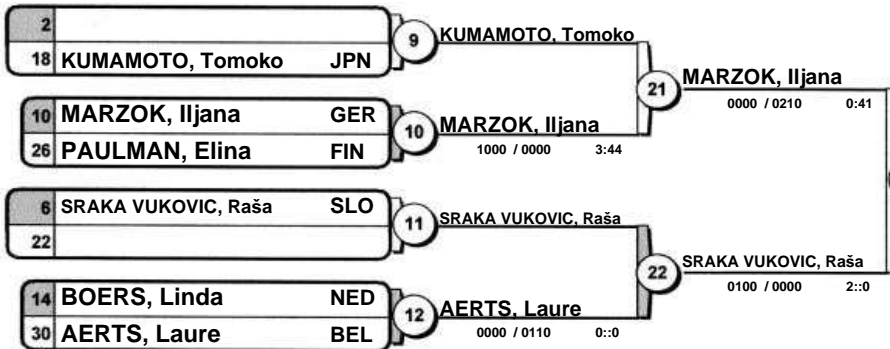 2
18 KUMAMOTO, Tomoko JPN
9 KUMAMOTO, Tomoko
10 MARZOK, Iljana GER
26 PAULMAN, Elina FIN
10 MARZOK, Iljana
1000 / 0000 3:44
21 MARZOK, Iljana
0000 / 0210 0:41
6 SRAKA VUKOVIC, Raša SLO
22
11 SRAKA VUKOVIC, Raša
14 BOERS, Linda NED
30 AERTS, Laure BEL
12 AERTS, Laure
0000 / 0110 0::0
22 SRAKA VUKOVIC, Raša
0100 / 0000 2::0